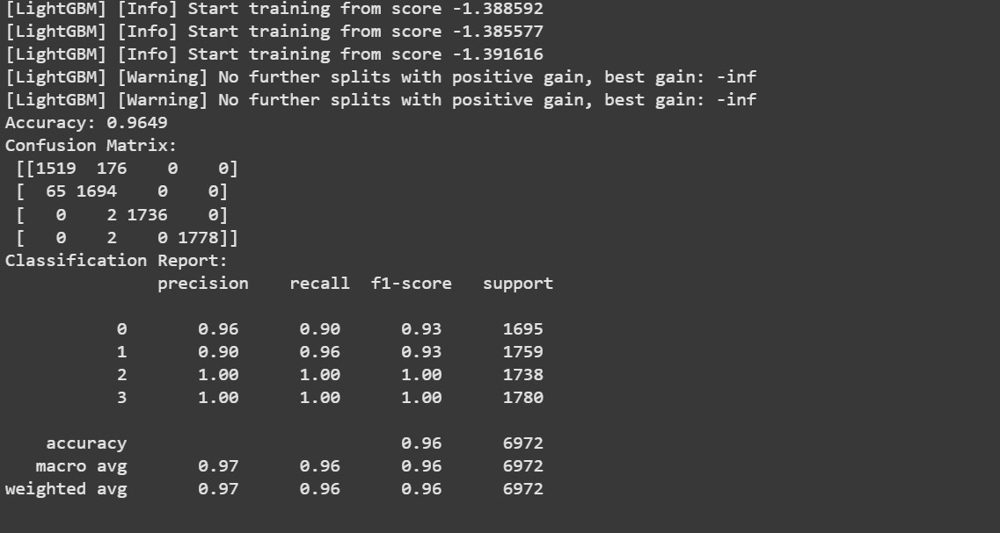 [LightGBM] [Info] Start training from score -1.388592
[LightGBM] [Info] Start training from score -1.385577
[LightGBM] [Info] Start training from score -1.391616
[LightGBM] [Warning] No further splits with positive gain, best gain: -inf
[LightGBM] [Warning] No further splits with positive gain, best gain: -inf
Accuracy: 0.9649
Confusion Matrix:
 [[1519  176    0    0]
 [  65 1694    0    0]
 [   0    2 1736    0]
 [   0    2    0 1778]]
Classification Report:
               precision    recall  f1-score   support

           0       0.96      0.90      0.93      1695
           1       0.90      0.96      0.93      1759
           2       1.00      1.00      1.00      1738
           3       1.00      1.00      1.00      1780

    accuracy                           0.96      6972
   macro avg       0.97      0.96      0.96      6972
weighted avg       0.97      0.96      0.96      6972